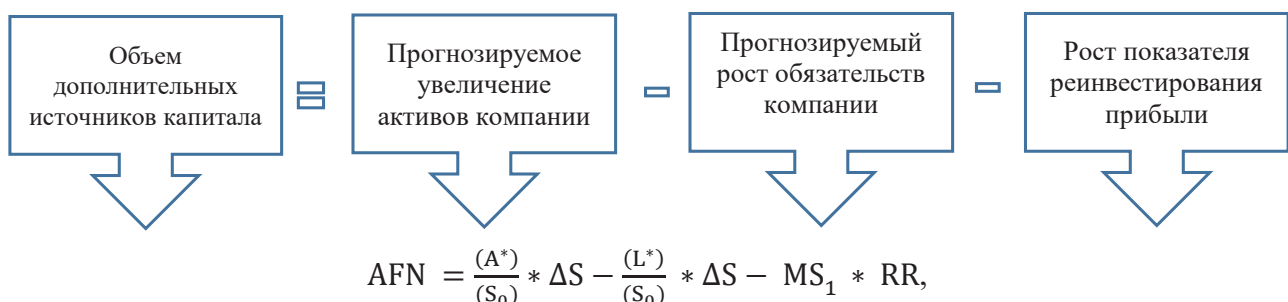 Объем
дополнительных
источников капитала
=
Прогнозируемое
увеличение
активов компании
-
Прогнозируемый
рост обязательств
компании
-
Рост показателя
реинвестирования
прибыли
AFN = (A*)/(S₀) * ΔS − (L*)/(S₀) * ΔS − MS₁ * RR,